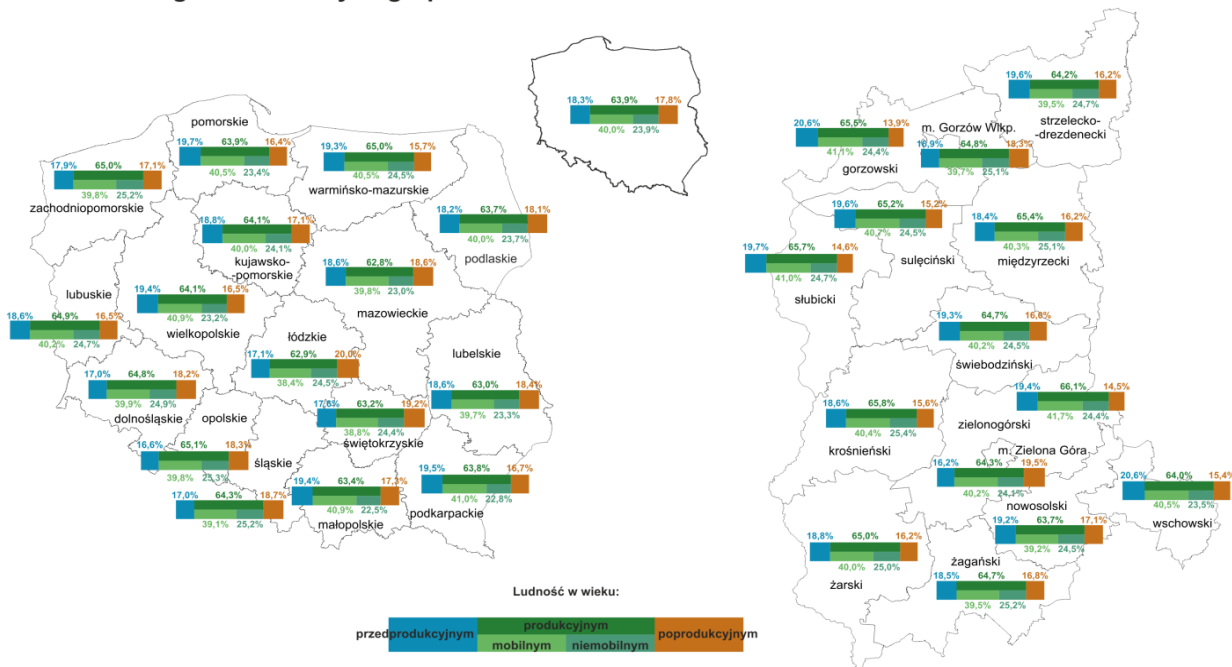 pomorskie
19,7% 63,9% 16,4%
40,5% 23,4%
19,3% 65,0% 15,7%
40,5% 24,5%
warmińsko-mazurskie
17,9% 65,0% 17,1%
39,8% 25,2%
zachodniopomorskie
18,8% 64,1% 17,1%
40,0% 24,1%
kujawsko-
-pomorskie
18,2% 63,7% 18,1%
40,0% 23,7%
podlaskie
18,6% 62,8% 18,6%
39,8% 23,0%
mazowieckie
lubuskie
18,6% 64,9% 16,5%
40,2% 24,7%
19,4% 64,1% 16,5%
40,9% 23,2%
wielkopolskie
łódzkie
17,1% 62,9% 20,0%
38,4% 24,5%
lubelskie
18,6% 63,0% 18,4%
39,7% 23,3%
17,0% 64,8% 18,2%
39,9% 24,9%
dolnośląskie
opolskie
16,6% 65,1% 18,3%
39,8% 25,3%
63,2% 19,2%
38,8% 24,4%
świętokrzyskie
śląskie
17,0% 64,3% 18,7%
39,1% 25,2%
19,4% 63,4% 17,3%
40,9% 22,5%
małopolskie
19,5% 63,8% 16,7%
41,0% 22,8%
podkarpackie
18,3% 63,9% 17,8%
40,0% 23,9%
19,6% 64,2% 16,2%
39,5% 24,7%
strzelecko-
-drezdenecki
20,6% 65,5% 13,9%
41,1% 24,4%
gorzowski
m. Gorzów Wlkp.
16,9% 64,8% 18,3%
39,7% 25,1%
19,6% 65,2% 15,2%
40,7% 24,5%
sulęciński
18,4% 65,4% 16,2%
40,3% 25,1%
międzyrzecki
19,7% 65,7% 14,6%
41,0% 24,7%
słubicki
19,3% 64,7% 16,0%
40,2% 24,5%
świebodziński
19,4% 66,1% 14,5%
41,7% 24,4%
zielonogórski
18,6% 65,8% 15,6%
40,4% 25,4%
krośnieński
m. Zielona Góra
16,2% 64,3% 19,5%
40,2% 24,1%
nowosolski
19,2% 63,7% 17,1%
39,2% 24,5%
20,6% 64,0% 15,4%
40,5% 23,5%
wschowski
18,8% 65,0% 16,2%
40,0% 25,0%
żarski
żagański
18,5% 64,7% 16,8%
39,5% 25,2%
Ludność w wieku:
przedprodukcyjnym produkcyjnym poprodukcyjnym
mobilnym niemobilnym